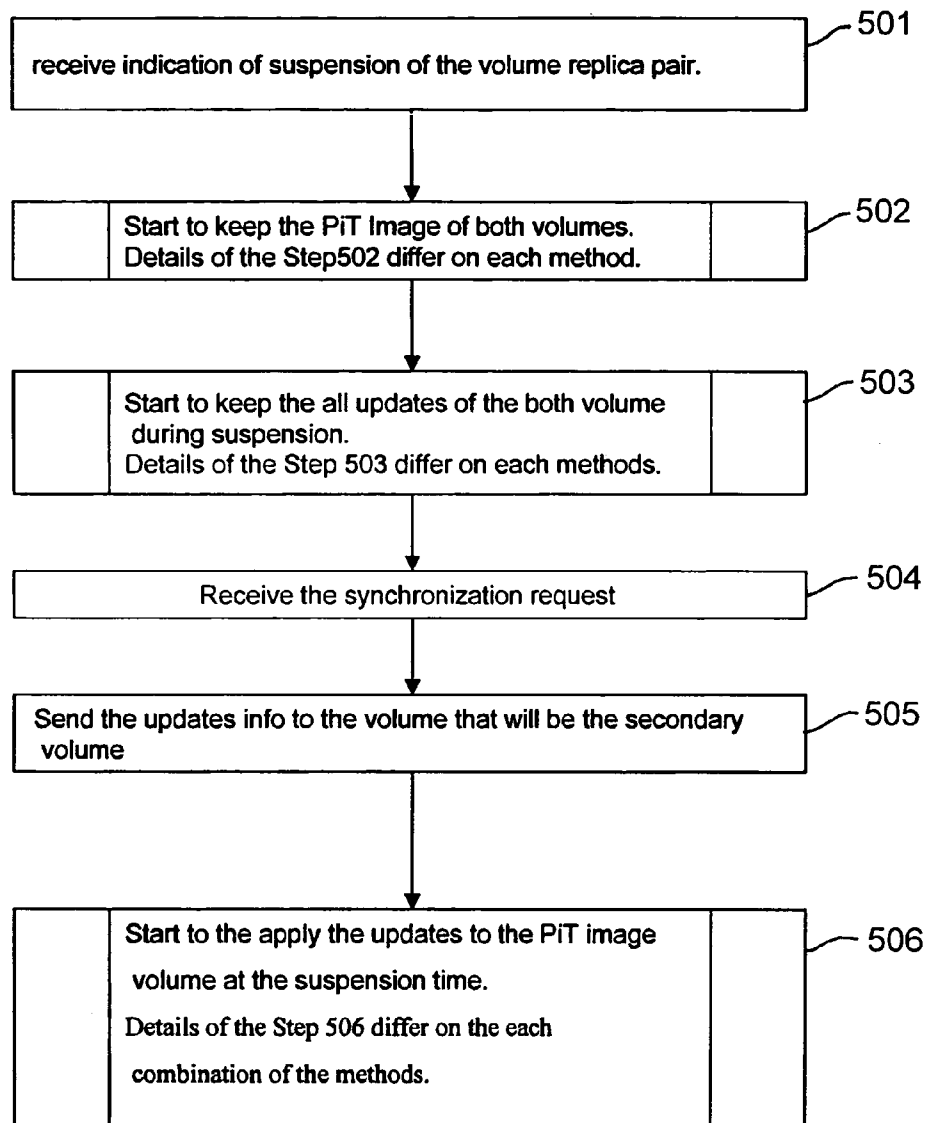 501
receive indication of suspension of the volume replica pair.
502
Start to keep the PiT Image of both volumes.
Details of the Step502 differ on each method.
503
Start to keep the all updates of the both volume
during suspension.
Details of the Step 503 differ on each methods.
504
Receive the synchronization request
505
Send the updates info to the volume that will be the secondary
volume
506
Start to the apply the updates to the PiT image
volume at the suspension time.
Details of the Step 506 differ on the each
combination of the methods.